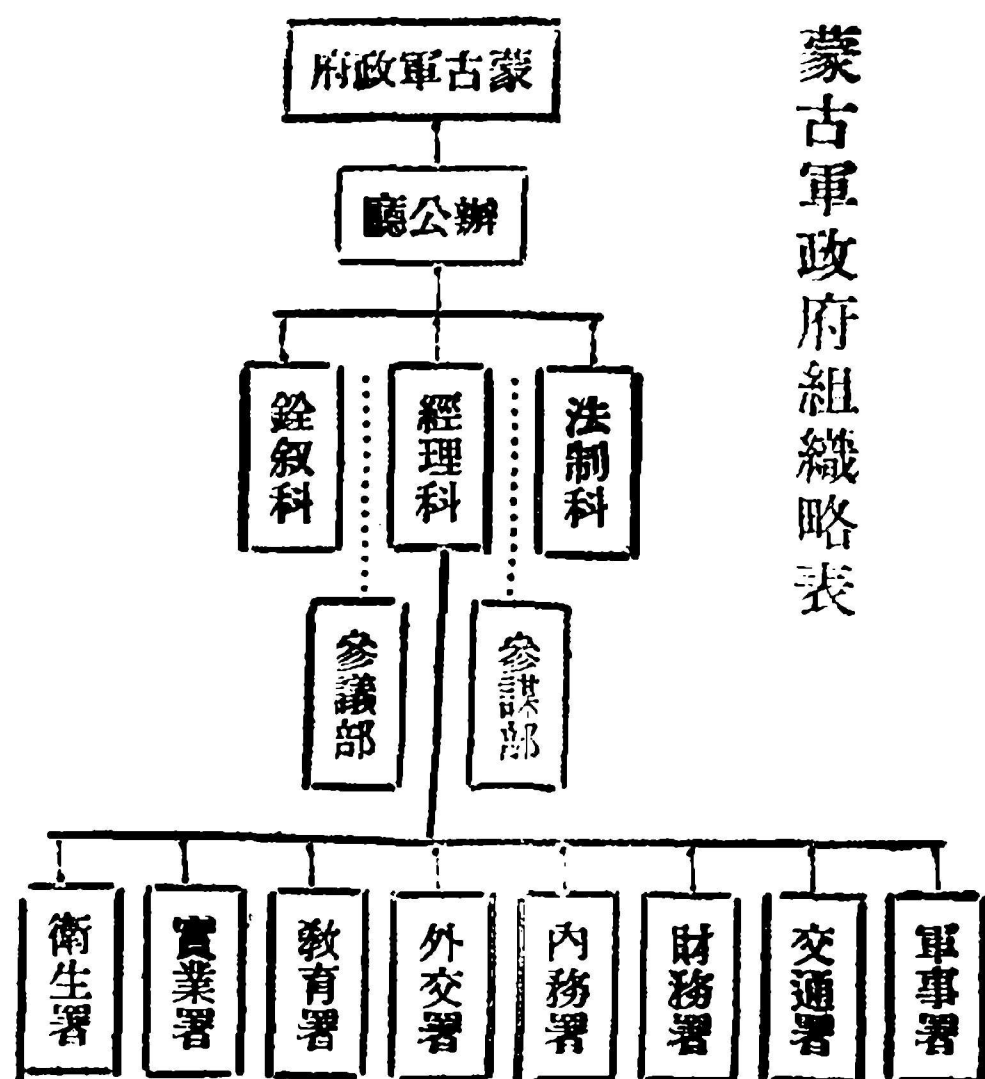 蒙古軍政府組織略表
蒙古軍政府
辦公廳
法制科
經理科
銓叙科
參謀部
參議部
軍事署
交通署
財務署
內務署
外交署
教育署
實業署
衛生署